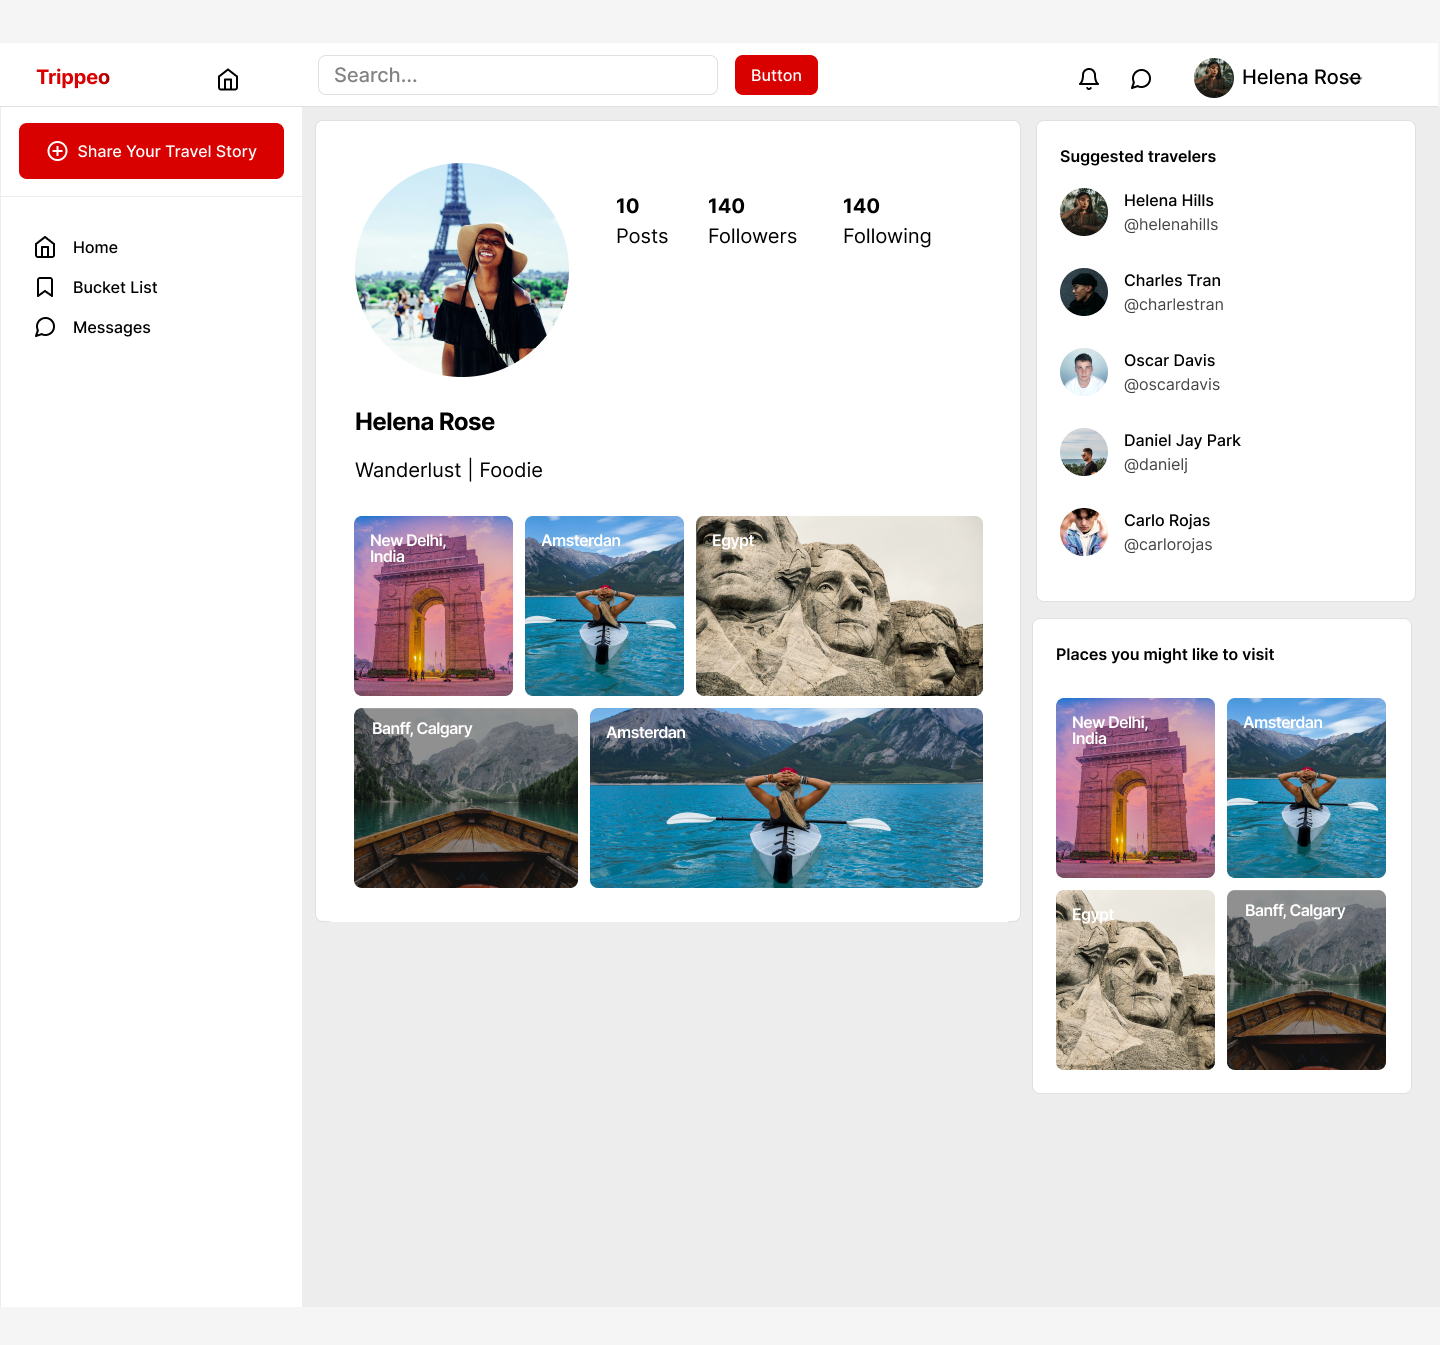 Trippeo
Search...
Button
Helena Rose
Share Your Travel Story
Home
Bucket List
Messages
10
Posts
140
Followers
140
Following
Helena Rose
Wanderlust | Foodie
New Delhi,
India
Amsterdan
Egypt
Banff, Calgary
Amsterdan
Suggested travelers
Helena Hills
@helenahills
Charles Tran
@charlestran
Oscar Davis
@oscardavis
Daniel Jay Park
@danielj
Carlo Rojas
@carlorojas
Places you might like to visit
New Delhi,
India
Amsterdan
Egypt
Banff, Calgary